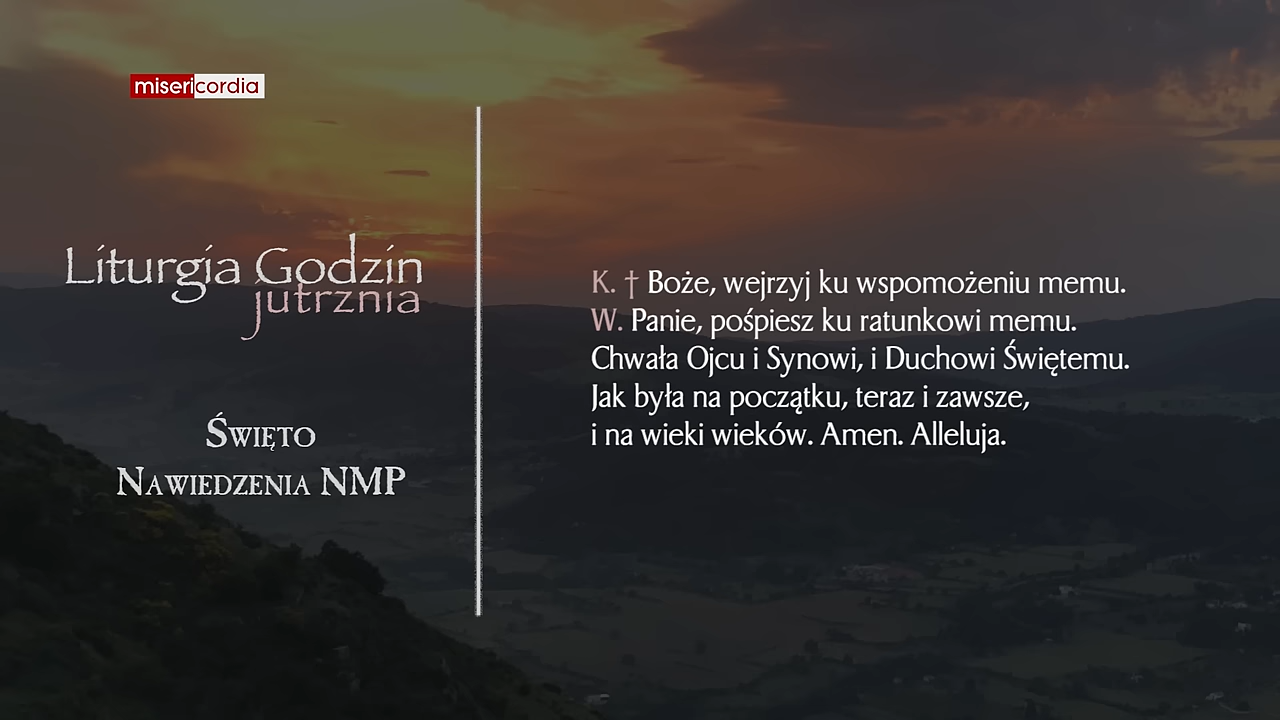 misericordia
Liturgia Godzin
jutrznia
Święto
Nawiedzenia NMP
K. † Boże, wejrzyj ku wspomożeniu memu.
W. Panie, pośpiesz ku ratunkowi memu.
Chwała Ojcu i Synowi, i Duchowi Świętemu.
Jak była na początku, teraz i zawsze,
i na wieki wieków. Amen. Alleluja.